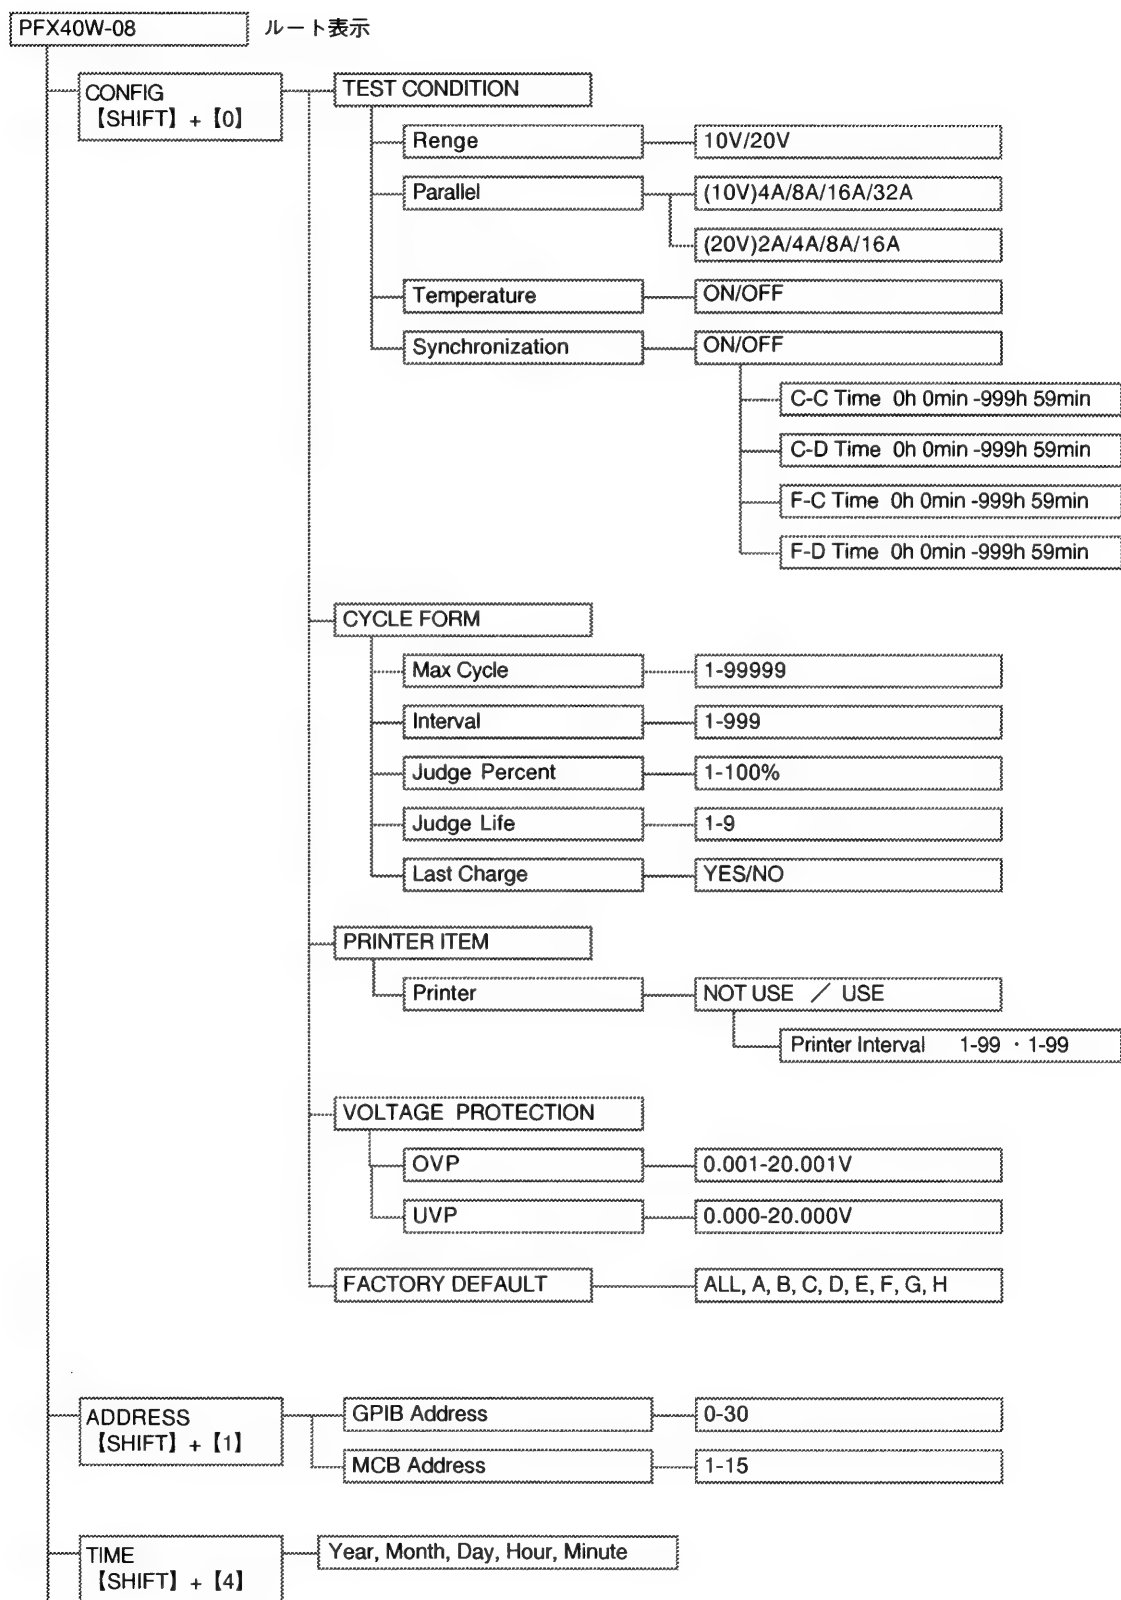 PFX40W-08 ルート表示
CONFIG
【SHIFT】+【0】
TEST CONDITION
Renge 10V/20V
Parallel (10V)4A/8A/16A/32A
(20V)2A/4A/8A/16A
Temperature ON/OFF
Synchronization ON/OFF
C-C Time 0h 0min -999h 59min
C-D Time 0h 0min -999h 59min
F-C Time 0h 0min -999h 59min
F-D Time 0h 0min -999h 59min
CYCLE FORM
Max Cycle 1-99999
Interval 1-999
Judge Percent 1-100%
Judge Life 1-9
Last Charge YES/NO
PRINTER ITEM
Printer NOT USE ／ USE
Printer Interval 1-99 ・1-99
VOLTAGE PROTECTION
OVP 0.001-20.001V
UVP 0.000-20.000V
FACTORY DEFAULT ALL, A, B, C, D, E, F, G, H
ADDRESS
【SHIFT】+【1】
GPIB Address 0-30
MCB Address 1-15
TIME
【SHIFT】+【4】
Year, Month, Day, Hour, Minute